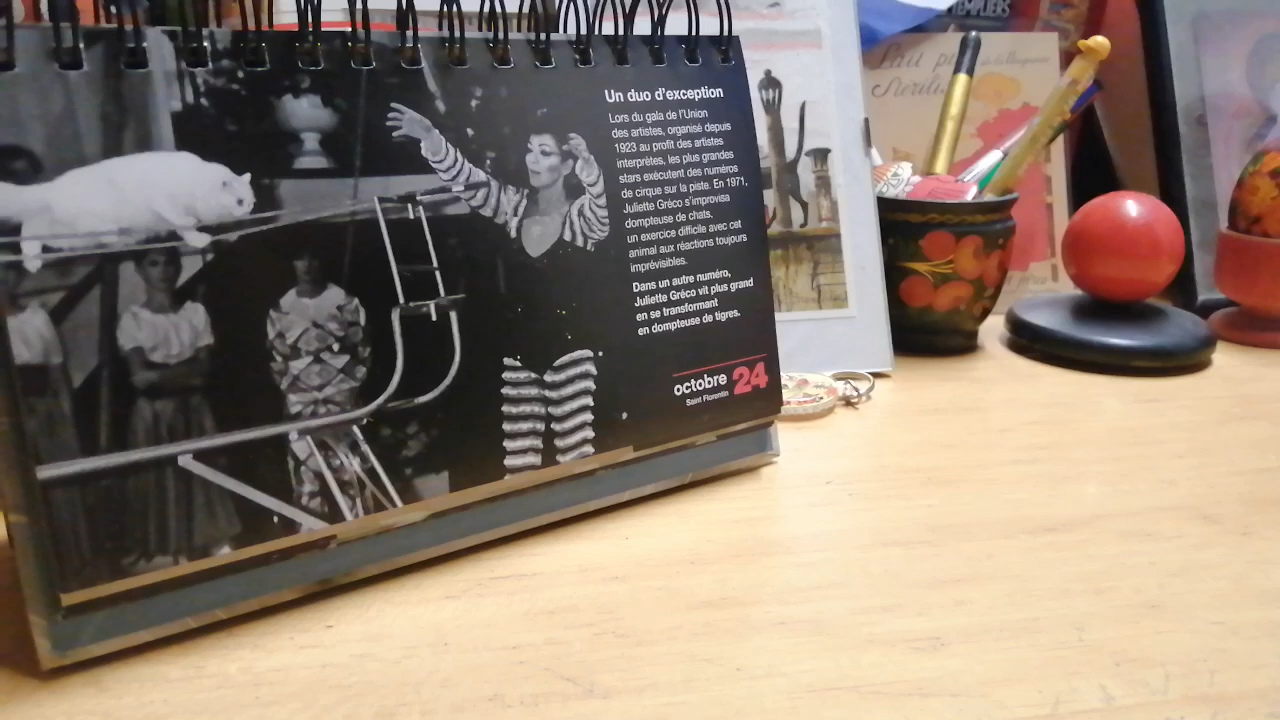 Un duo d'exception
Lors du gala de l'Union
des artistes, organisé depuis
1923 au profit des artistes
interprètes, les plus grandes
stars exécutent des numéros
de cirque sur la piste. En 1971,
Juliette Gréco s'improvisa
dompteuse de chats,
un exercice difficile avec cet
animal aux réactions toujours
imprévisibles.
Dans un autre numéro,
Juliette Gréco vit plus grand
en se transformant
en dompteuse de tigres.
octobre 24
Saint Florentin
TEMPLIERS